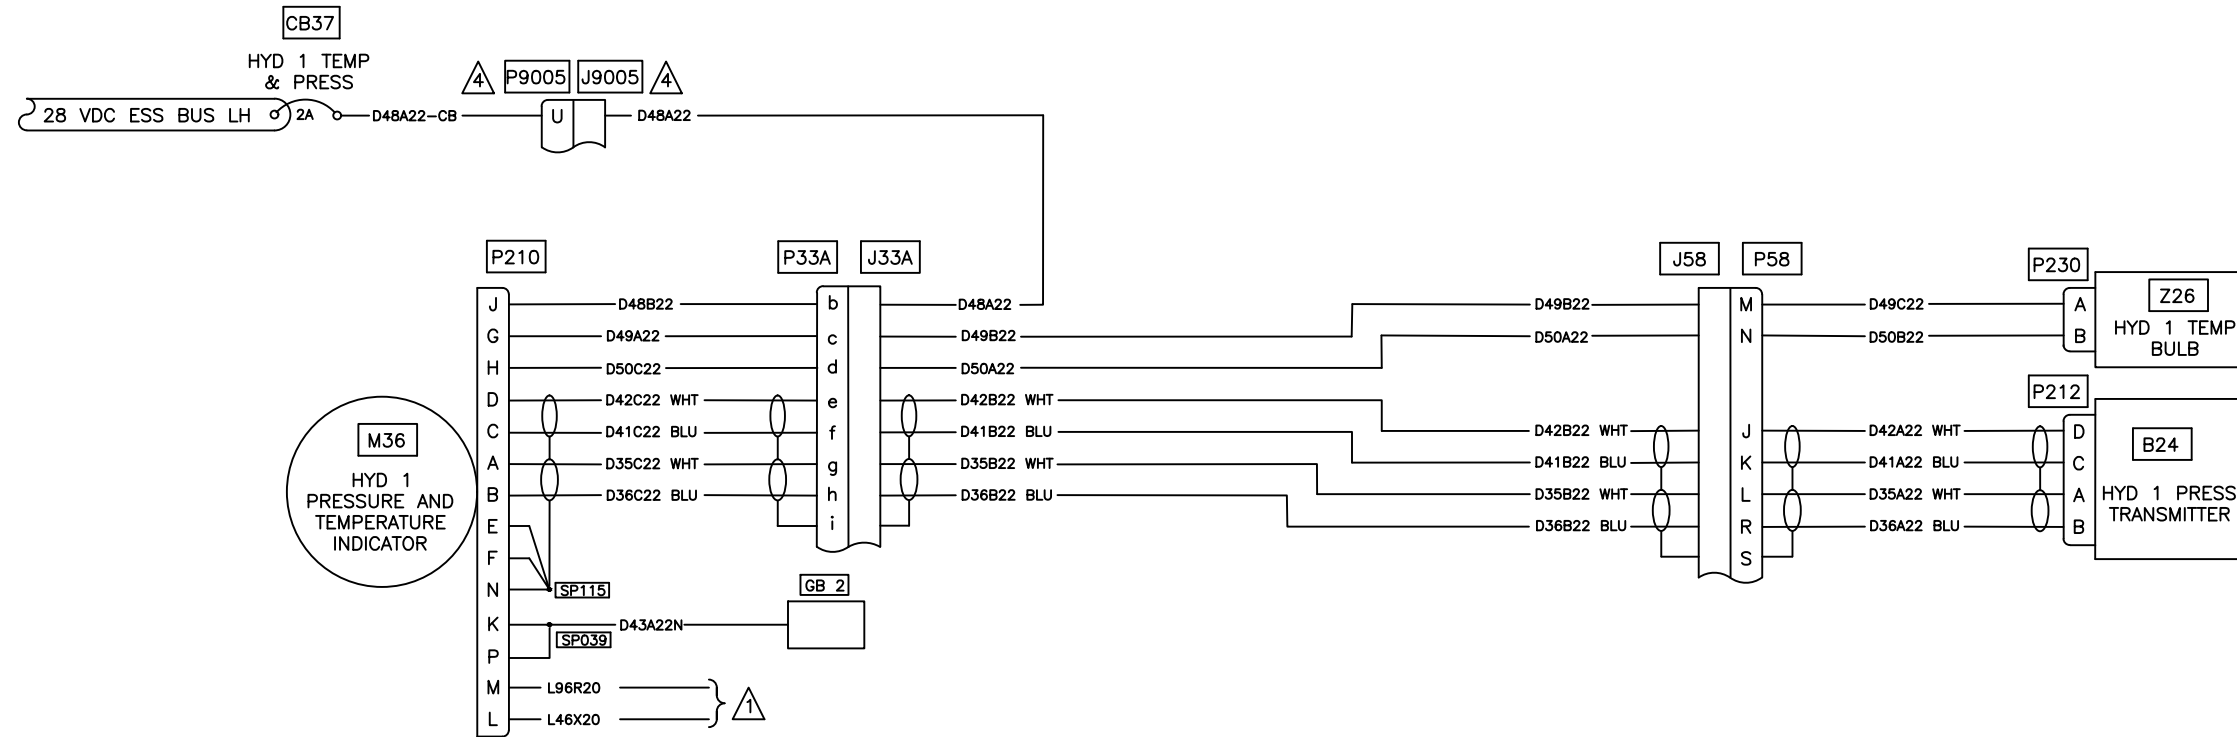 CB37
HYD 1 TEMP
& PRESS
4 P9005 J9005 4
28 VDC ESS BUS LH 2A D48A22-CB U D48A22
P210 P33A J33A J58 P58 P230
J D48B22 b D48A22 D49B22 M D49C22 A Z26
G D49A22 c D49B22 D50A22 N D50B22 B HYD 1 TEMP
BULB
H D50C22 d D50A22
P212
D D42C22 WHT e D42B22 WHT D42B22 WHT J D42A22 WHT D
C D41C22 BLU f D41B22 BLU D41B22 BLU K D41A22 BLU C B24
A D35C22 WHT g D35B22 WHT D35B22 WHT L D35A22 WHT A HYD 1 PRESS
B D36C22 BLU h D36B22 BLU D36B22 BLU R D36A22 BLU B TRANSMITTER
M36
HYD 1
PRESSURE AND
TEMPERATURE
INDICATOR
E i S
F
N SP115 GB 2
K D43A22N
SP039
P
M L96R20 1
L L46X20